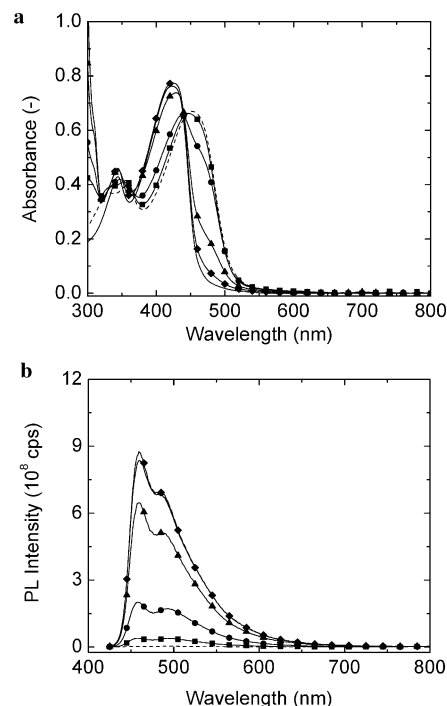 a
1.0
0.8
0.6
0.4
0.2
0.0
Absorbance (-)
300 400 500 600 700 800
Wavelength (nm)
b
12
9
6
3
0
PL Intensity (10⁸ cps)
400 500 600 700 800
Wavelength (nm)